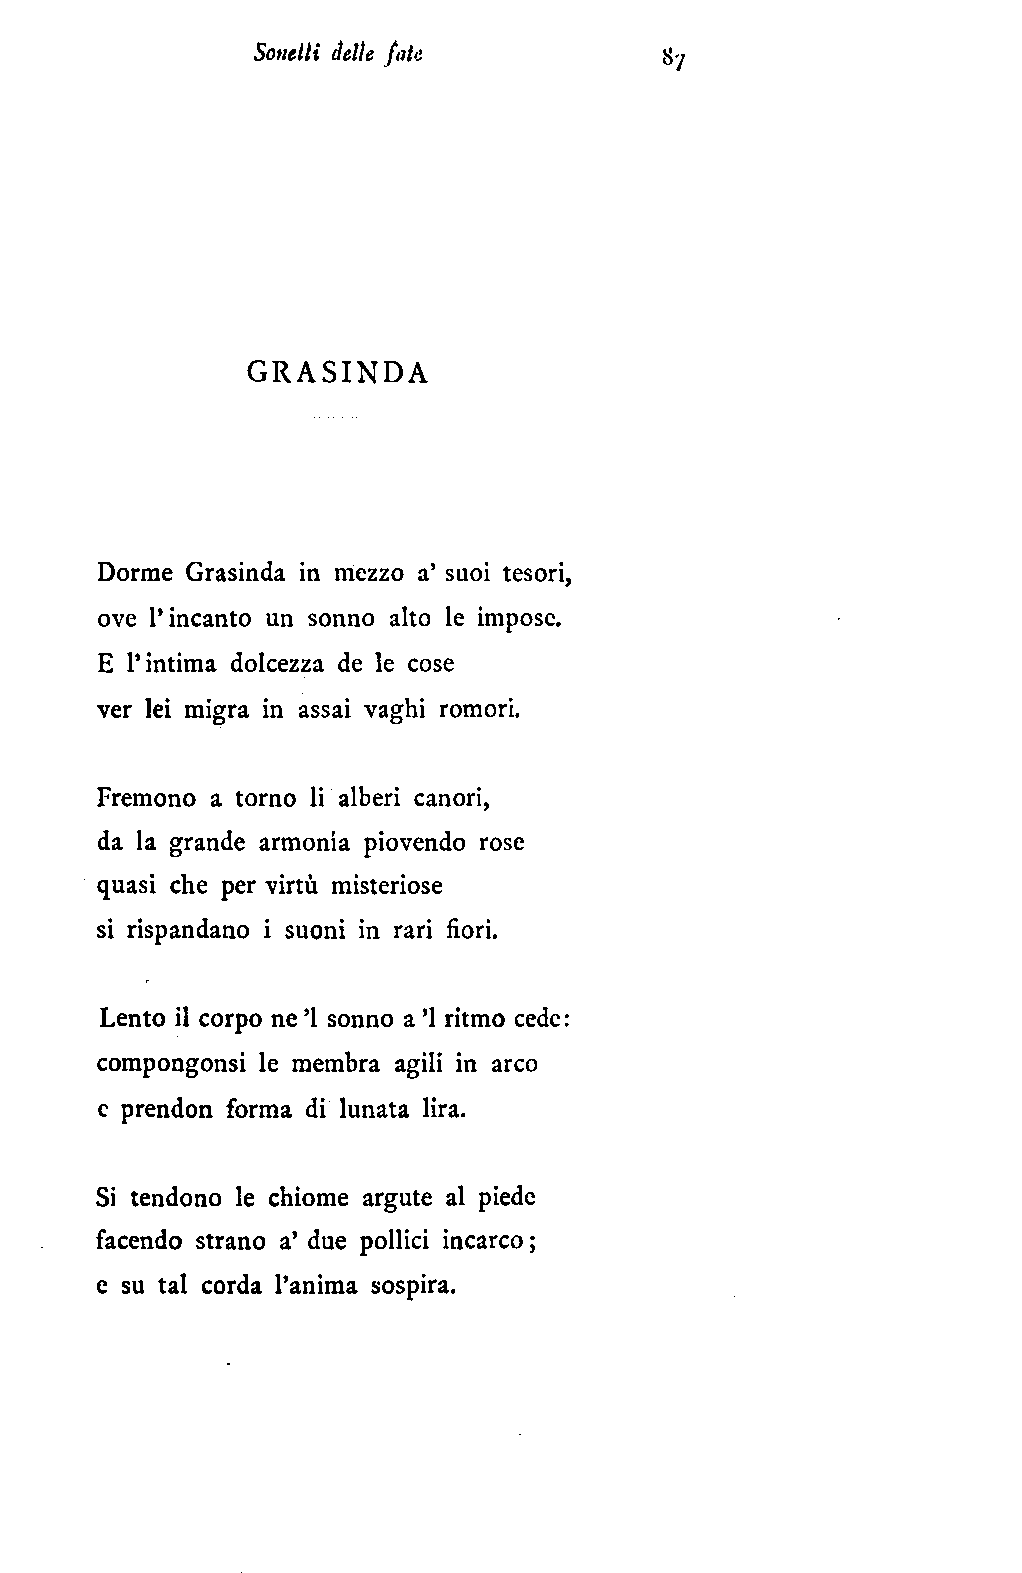 Sonetti delle fate 87
GRASINDA
Dorme Grasinda in mezzo a' suoi tesori,
ove l'incanto un sonno alto le impose.
E l'intima dolcezza de le cose
ver lei migra in assai vaghi romori.
Fremono a torno li alberi canori,
da la grande armonia piovendo rose
quasi che per virtù misteriose
si rispandano i suoni in rari fiori.
Lento il corpo ne 'l sonno a 'l ritmo cede:
compongonsi le membra agili in arco
e prendon forma di lunata lira.
Si tendono le chiome argute al piede
facendo strano a' due pollici incarco;
e su tal corda l'anima sospira.